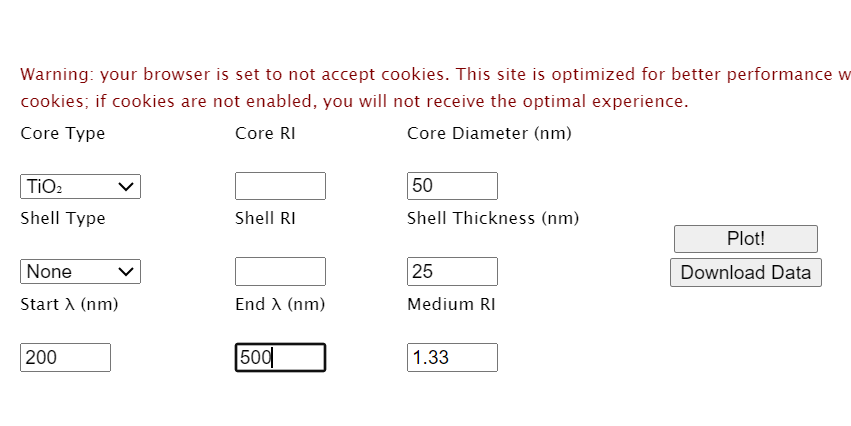 Warning: your browser is set to not accept cookies. This site is optimized for better performance w
cookies; if cookies are not enabled, you will not receive the optimal experience.
Core Type Core RI Core Diameter (nm)
TiO₂ 50
Shell Type Shell RI Shell Thickness (nm)
Plot!
None 25 Download Data
Start λ (nm) End λ (nm) Medium RI
200 500 1.33